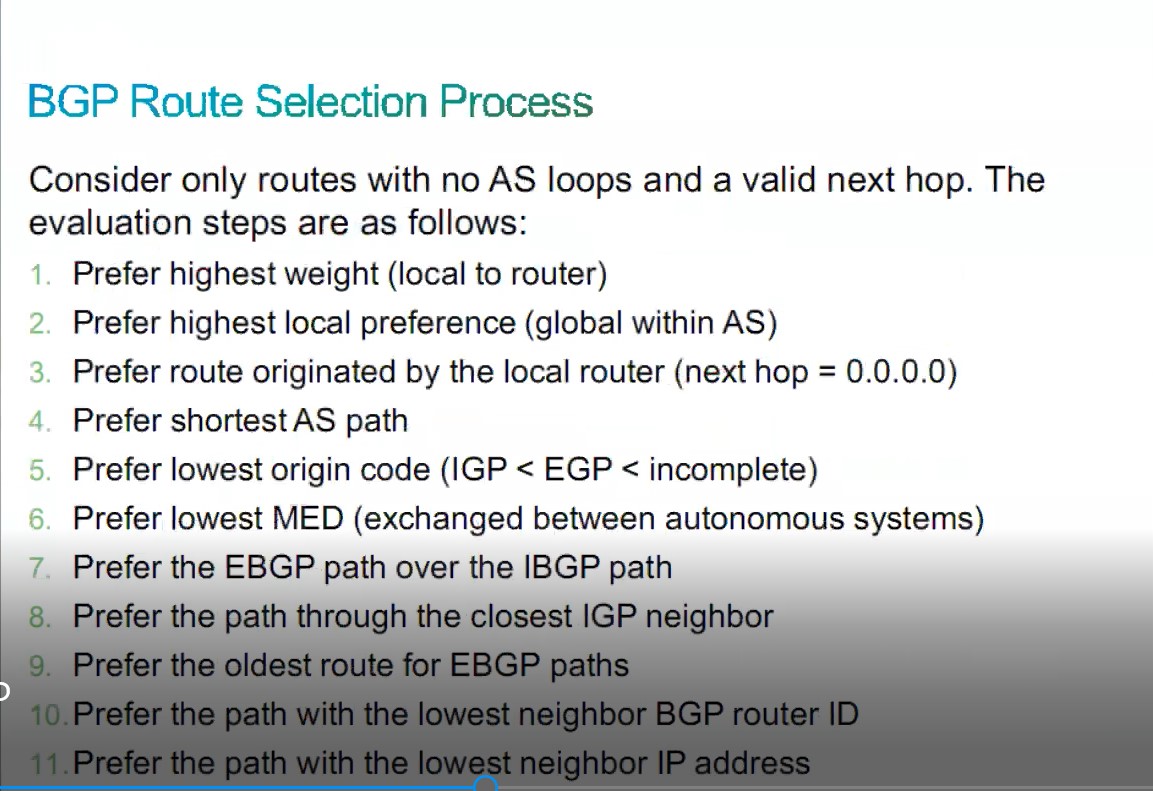 BGP Route Selection Process
Consider only routes with no AS loops and a valid next hop. The
evaluation steps are as follows:
1. Prefer highest weight (local to router)
2. Prefer highest local preference (global within AS)
3. Prefer route originated by the local router (next hop = 0.0.0.0)
4. Prefer shortest AS path
5. Prefer lowest origin code (IGP < EGP < incomplete)
6. Prefer lowest MED (exchanged between autonomous systems)
7. Prefer the EBGP path over the IBGP path
8. Prefer the path through the closest IGP neighbor
9. Prefer the oldest route for EBGP paths
10. Prefer the path with the lowest neighbor BGP router ID
11. Prefer the path with the lowest neighbor IP address